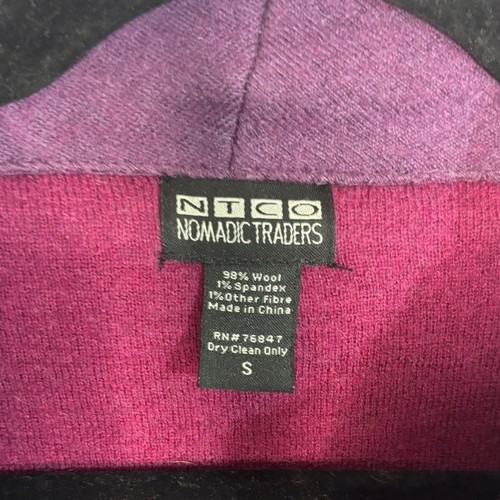 NTCO
NOMADIC TRADERS
98% Wool
1% Spandex
1% Other Fibre
Made in China
RN# 76847
Dry Clean Only
S